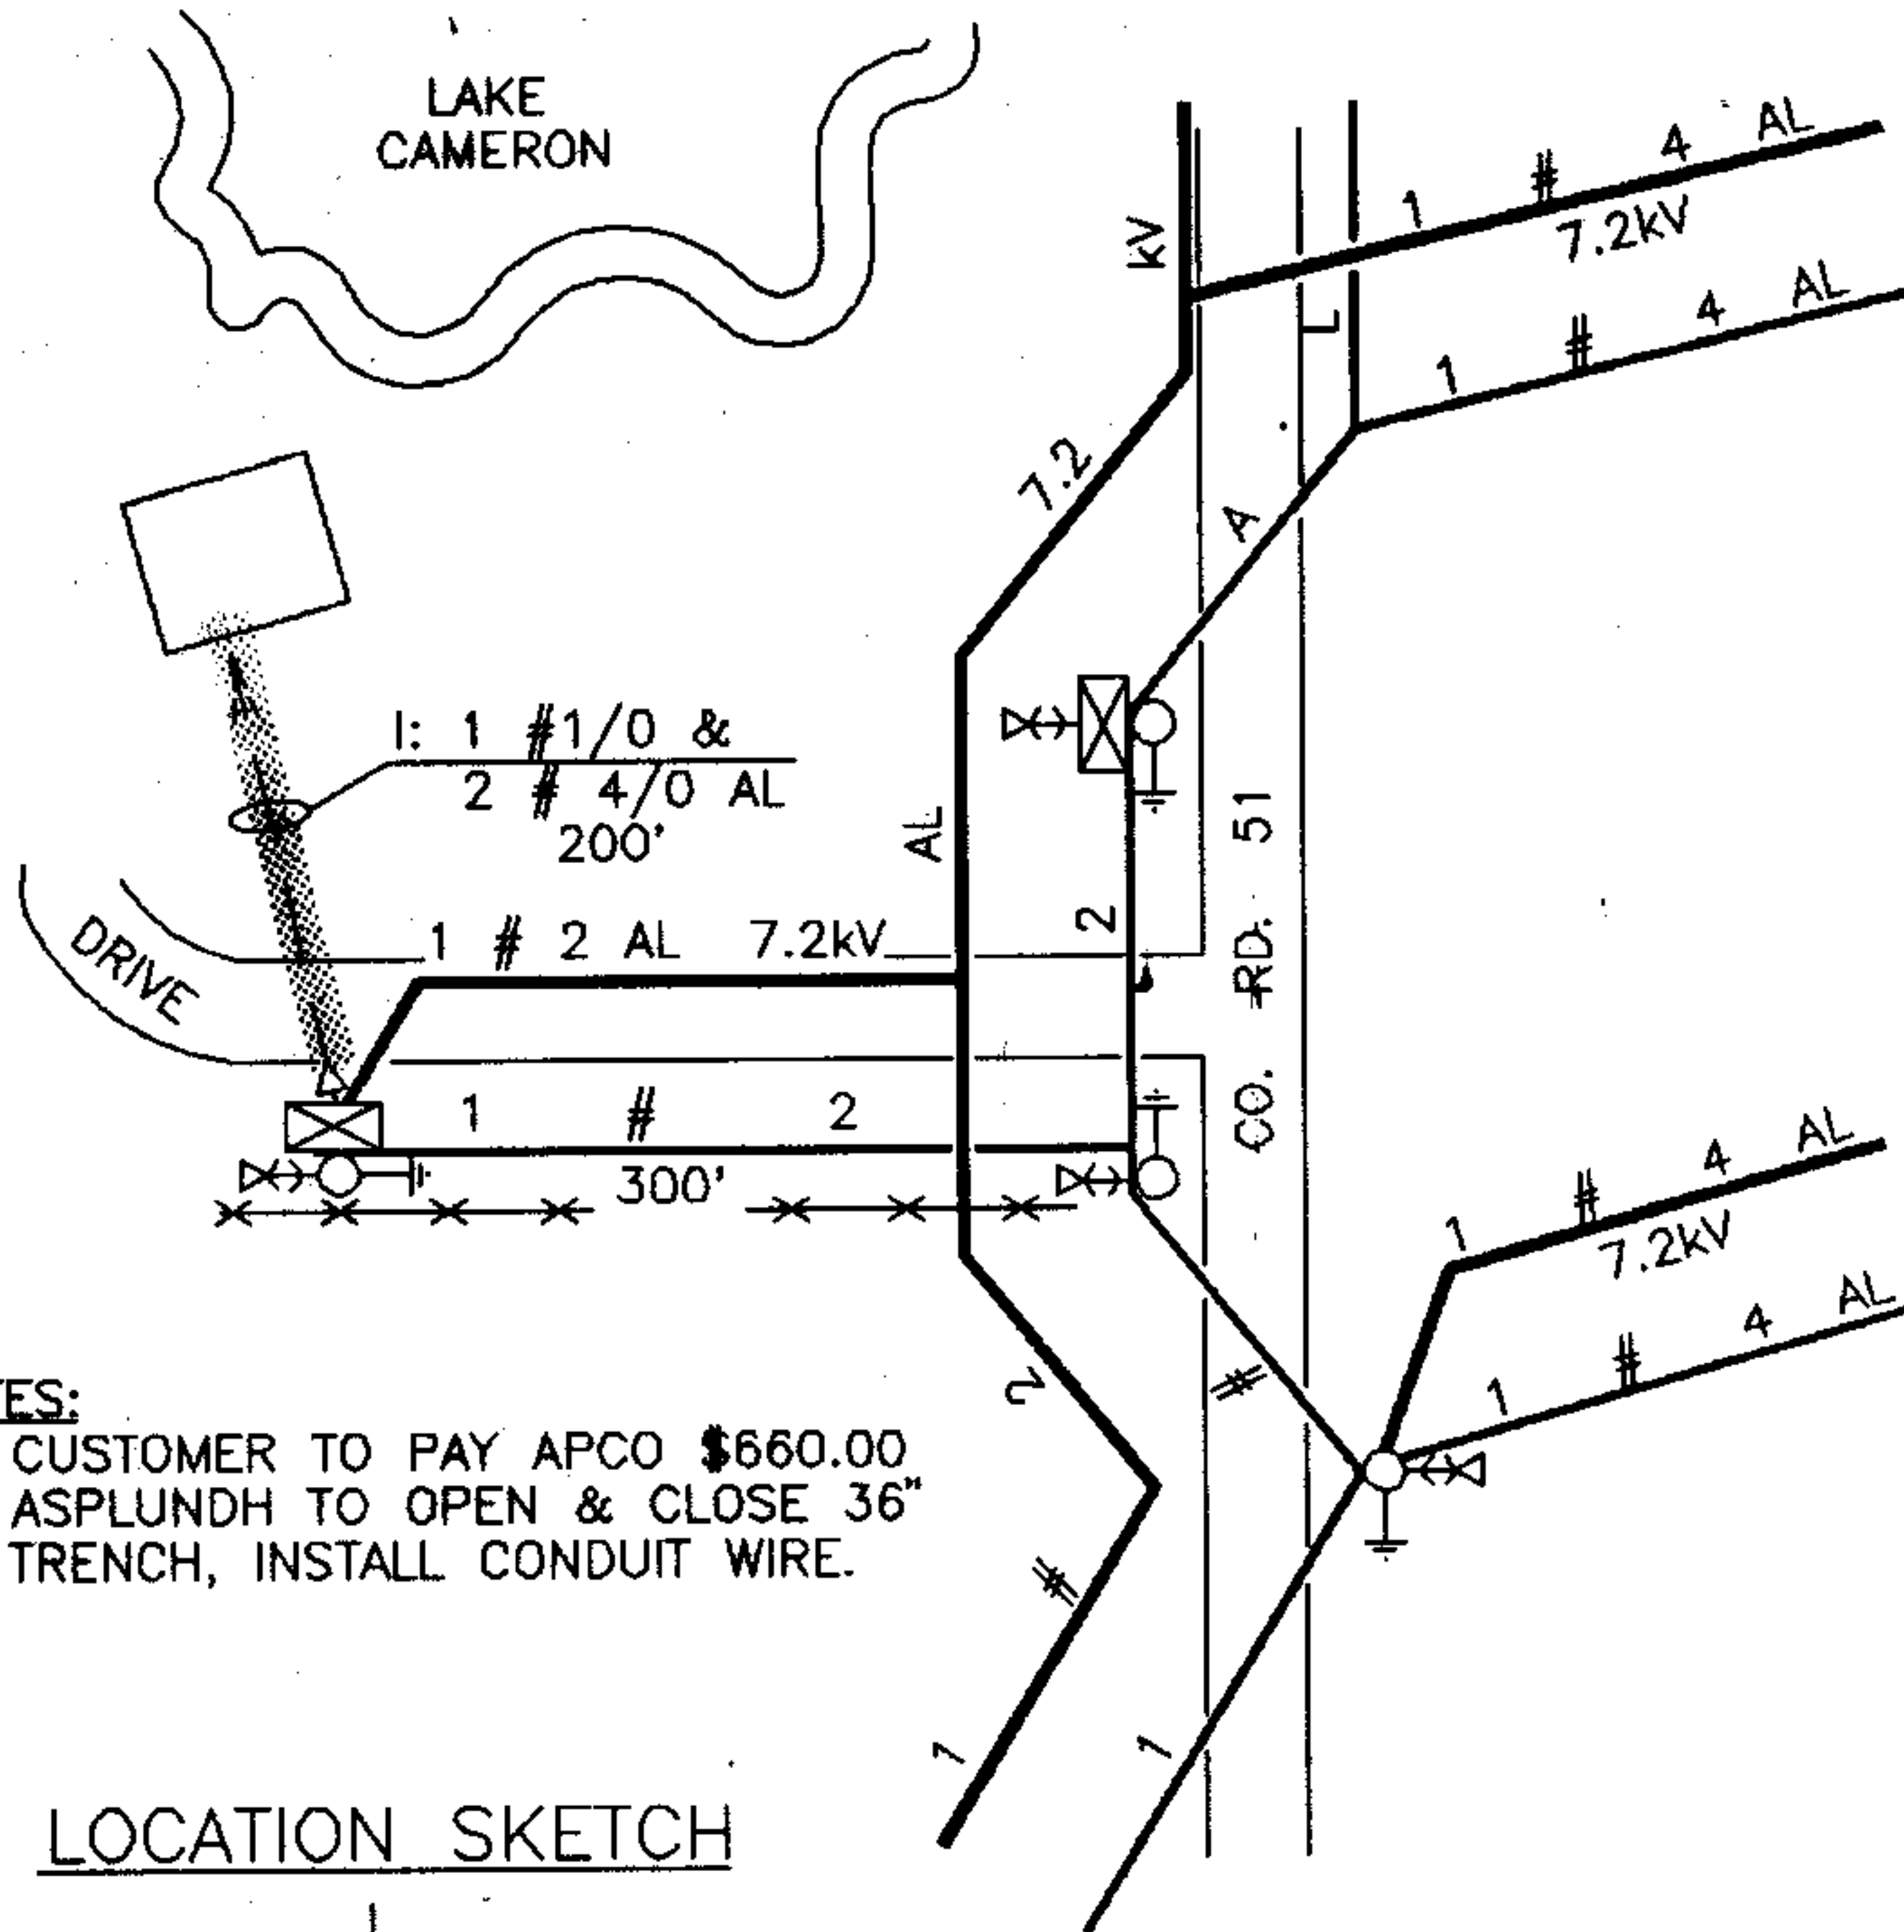 LAKE
CAMERON
1 # 4 AL
7.2kV
1 # 4 AL
1 # 2 AL 7.2kV
1 # 2 AL
I: 1 #1/0 &
2 # 4/0 AL
200'
1 # 2 AL 7.2kV
DRIVE
CO. RD. 51
1 # 2
300'
1 # 4 AL
7.2kV
1 # 4 AL
ES:
CUSTOMER TO PAY APCO $660.00
ASPLUNDH TO OPEN & CLOSE 36"
TRENCH, INSTALL CONDUIT WIRE.
LOCATION SKETCH